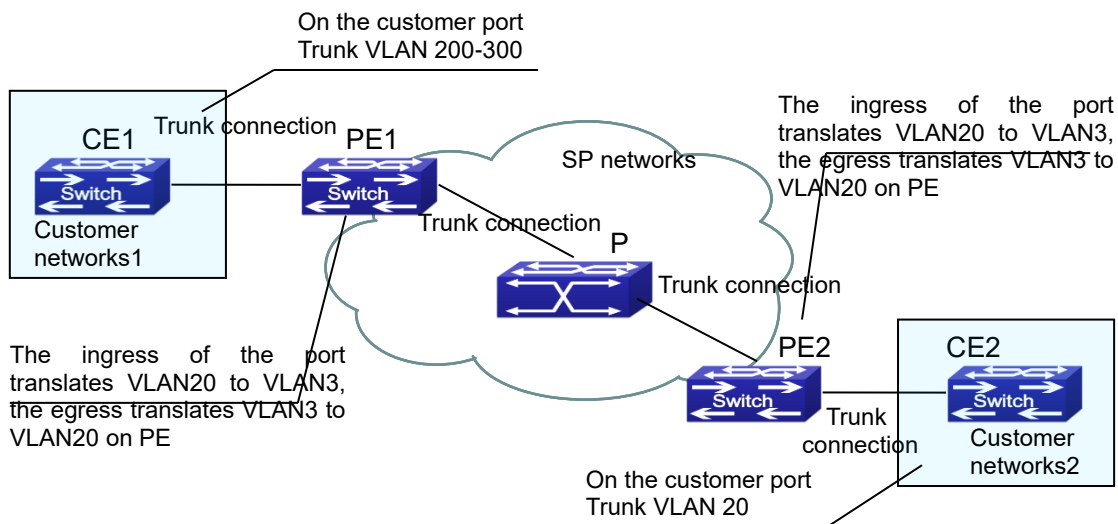 On the customer port
Trunk VLAN 200-300
The ingress of the port
translates VLAN20 to VLAN3,
the egress translates VLAN3 to
VLAN20 on PE
CE1
Trunk connection
PE1
SP networks
Switch
Switch
Customer
networks1
Trunk connection
P
Trunk connection
The ingress of the port
translates VLAN20 to VLAN3,
the egress translates VLAN3 to
VLAN20 on PE
PE2
CE2
Switch
Switch
Trunk
connection
Customer
networks2
On the customer port
Trunk VLAN 20